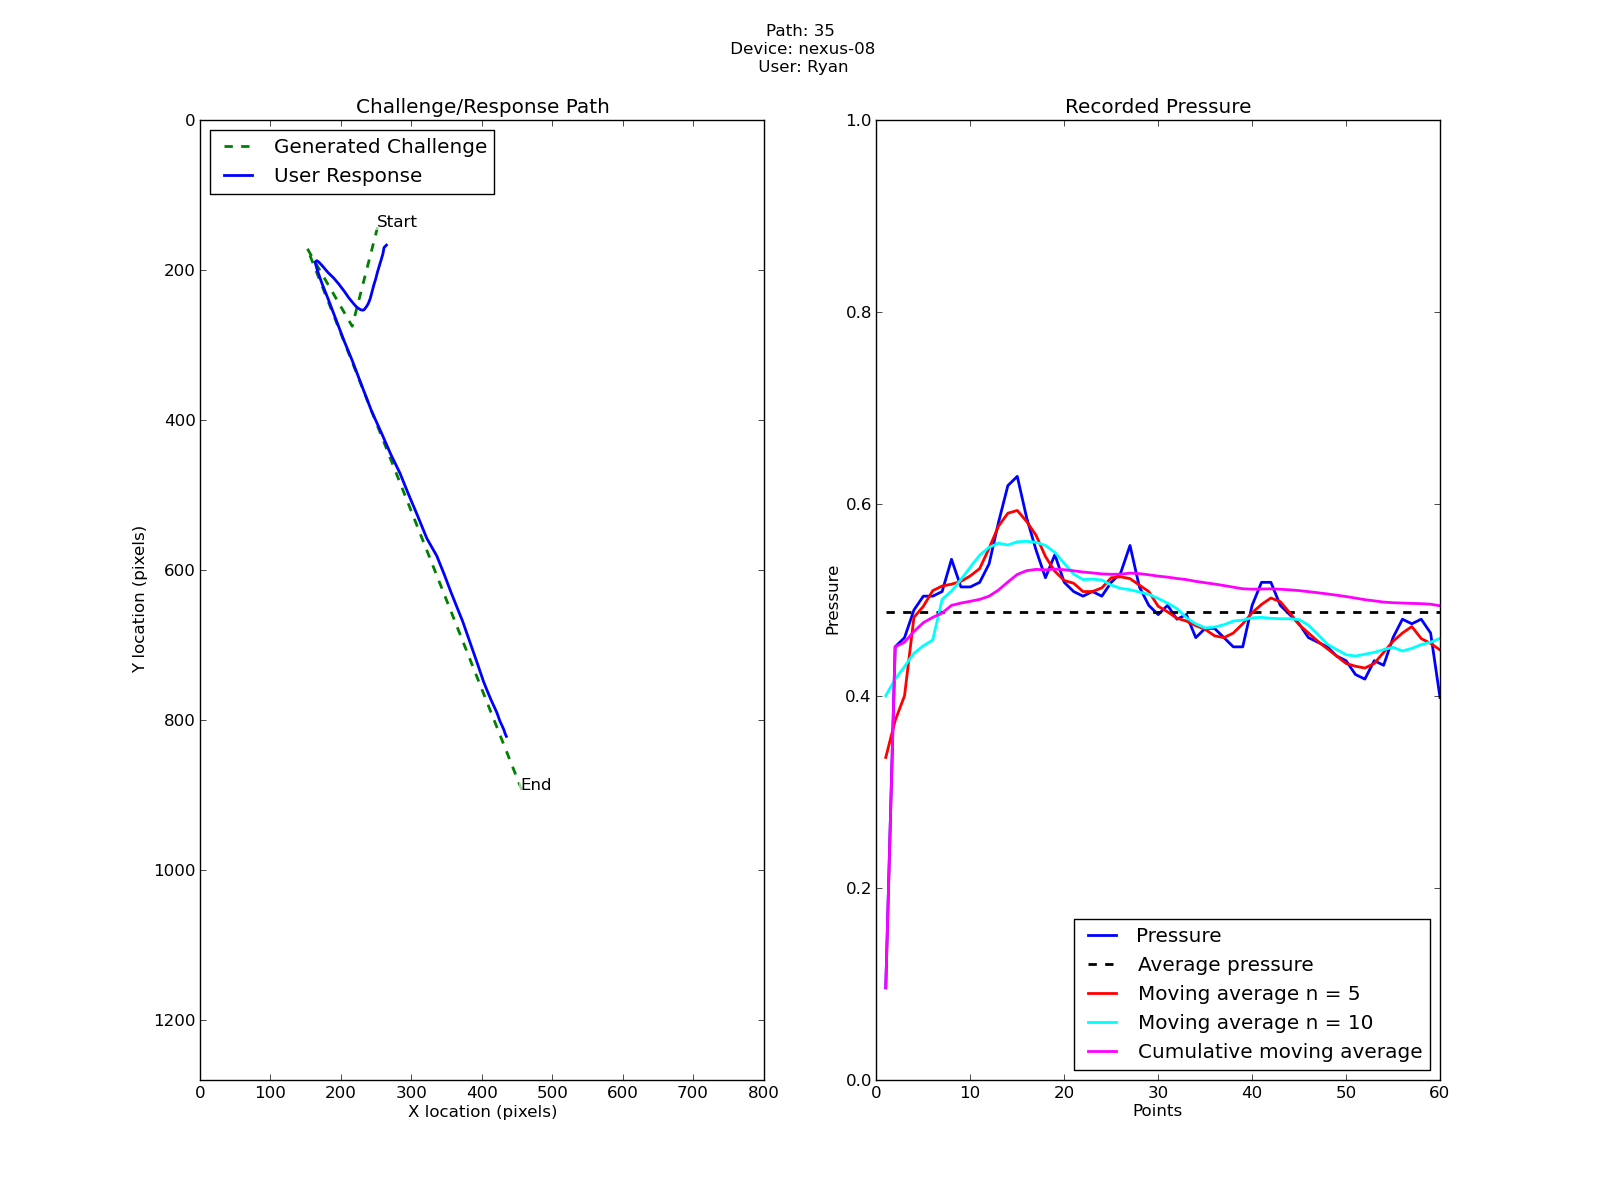 Path: 35
Device: nexus-08
User: Ryan
Challenge/Response Path
Generated Challenge
User Response
Start
End
0
200
400
600
800
1000
1200
Y location (pixels)
0 100 200 300 400 500 600 700 800
X location (pixels)
Recorded Pressure
1.0
0.8
0.6
0.4
0.2
0.0
Pressure
Pressure
Average pressure
Moving average n = 5
Moving average n = 10
Cumulative moving average
0 10 20 30 40 50 60
Points